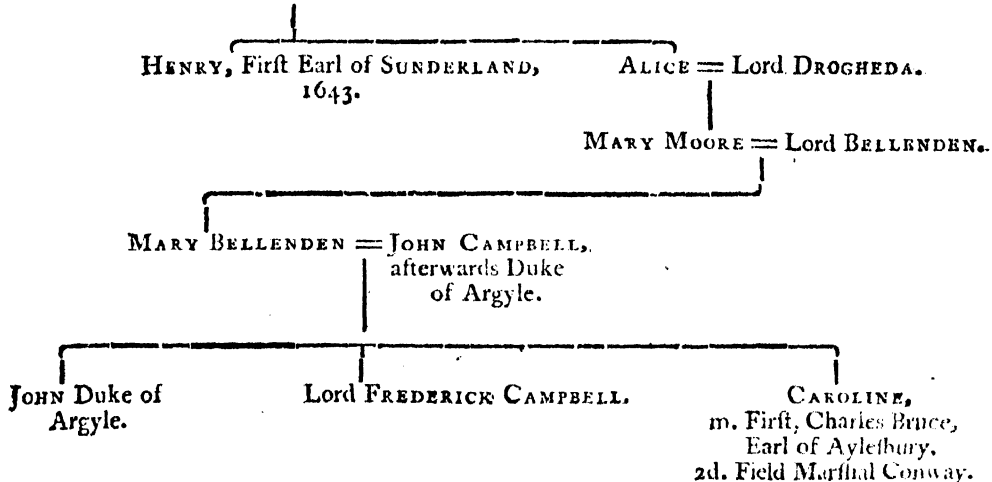 HENRY, Firſt Earl of SUNDERLAND,
1643.
ALICE = Lord DROGHEDA.
MARY MOORE = Lord BELLENDEN.
MARY BELLENDEN = JOHN CAMPBELL,
afterwards Duke
of Argyle.
JOHN Duke of
Argyle.
Lord FREDERICK CAMPBELL.
CAROLINE,
m. Firſt, Charles Bruce,
Earl of Ayleſbury.
2d. Field Marſhal Conway.